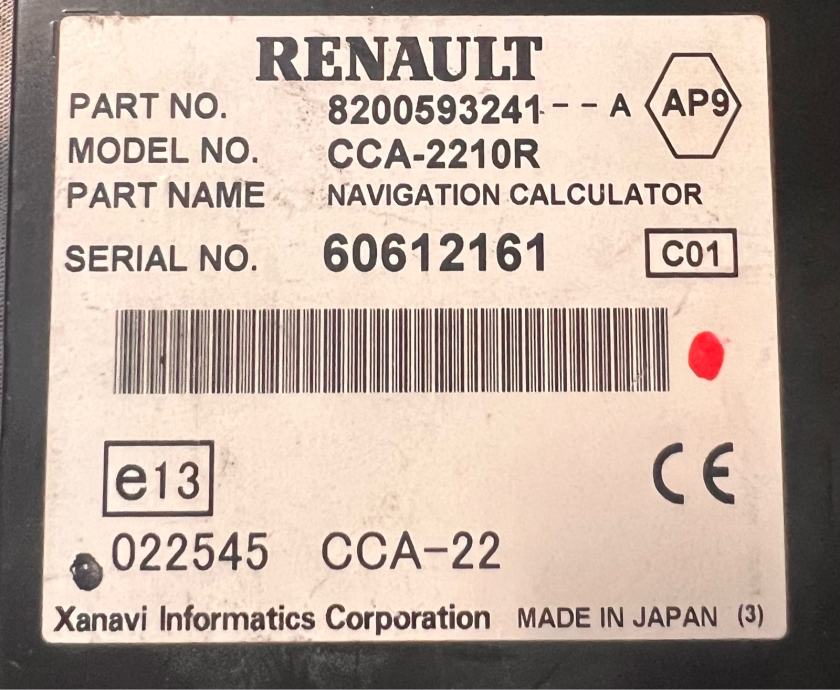 RENAULT
PART NO. 8200593241-- A AP9
MODEL NO. CCA-2210R
PART NAME NAVIGATION CALCULATOR
SERIAL NO. 60612161 C01
e13 CE
022545 CCA-22
Xanavi Informatics Corporation MADE IN JAPAN (3)